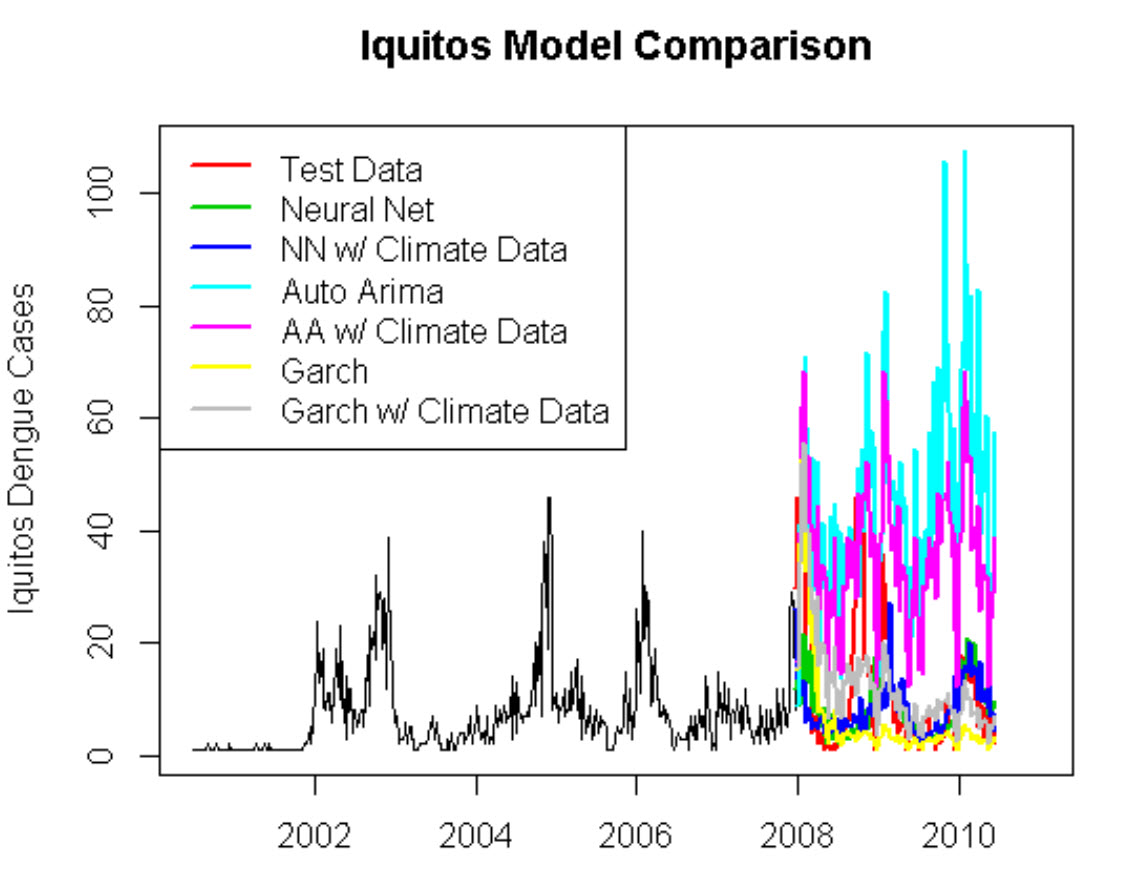 Iquitos Model Comparison
Iquitos Dengue Cases
100
80
60
40
20
0
Test Data
Neural Net
NN w/ Climate Data
Auto Arima
AA w/ Climate Data
Garch
Garch w/ Climate Data
2002 2004 2006 2008 2010